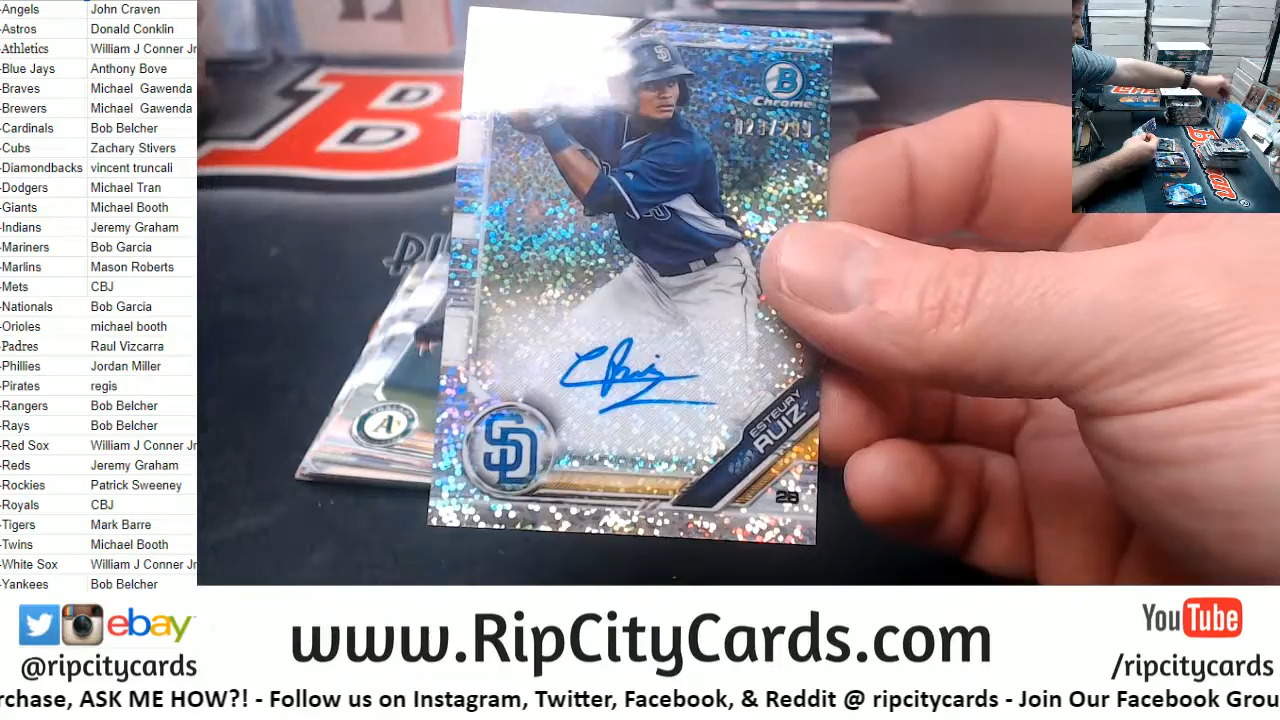 -Angels John Craven
-Astros Donald Conklin
-Athletics William J Conner Jr
-Blue Jays Anthony Bove
-Braves Michael Gawenda
-Brewers Michael Gawenda
-Cardinals Bob Belcher
-Cubs Zachary Stivers
-Diamondbacks vincent truncali
-Dodgers Michael Tran
-Giants Michael Booth
-Indians Jeremy Graham
-Mariners Bob Garcia
-Marlins Mason Roberts
-Mets CBJ
-Nationals Bob Garcia
-Orioles michael booth
-Padres Raul Vizcarra
-Phillies Jordan Miller
-Pirates regis
-Rangers Bob Belcher
-Rays Bob Belcher
-Red Sox William J Conner Jr
-Reds Jeremy Graham
-Rockies Patrick Sweeney
-Royals CBJ
-Tigers Mark Barre
-Twins Michael Booth
-White Sox William J Conner Jr
-Yankees Bob Belcher
B
Chrome
SD
ESTEURY
RUIZ
28
A's
ebay
@ripcitycards
www.RipCityCards.com
YouTube
/ripcitycards
rchase, ASK ME HOW?! - Follow us on Instagram, Twitter, Facebook, & Reddit @ ripcitycards - Join Our Facebook Grou